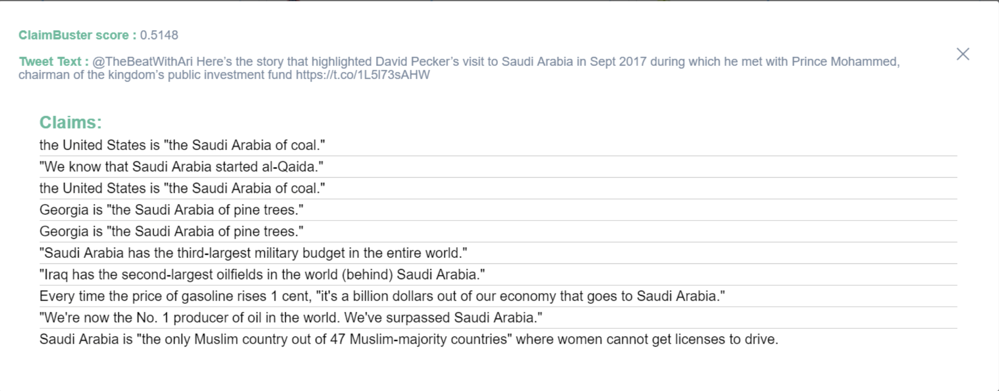 ClaimBuster score : 0.5148
Tweet Text : @TheBeatWithAri Here’s the story that highlighted David Pecker’s visit to Saudi Arabia in Sept 2017 during which he met with Prince Mohammed,
chairman of the kingdom’s public investment fund https://t.co/1L5l73sAHW
Claims:
the United States is "the Saudi Arabia of coal."
"We know that Saudi Arabia started al-Qaida."
the United States is "the Saudi Arabia of coal."
Georgia is "the Saudi Arabia of pine trees."
Georgia is "the Saudi Arabia of pine trees."
"Saudi Arabia has the third-largest military budget in the entire world."
"Iraq has the second-largest oilfields in the world (behind) Saudi Arabia."
Every time the price of gasoline rises 1 cent, "it's a billion dollars out of our economy that goes to Saudi Arabia."
"We're now the No. 1 producer of oil in the world. We've surpassed Saudi Arabia."
Saudi Arabia is "the only Muslim country out of 47 Muslim-majority countries" where women cannot get licenses to drive.